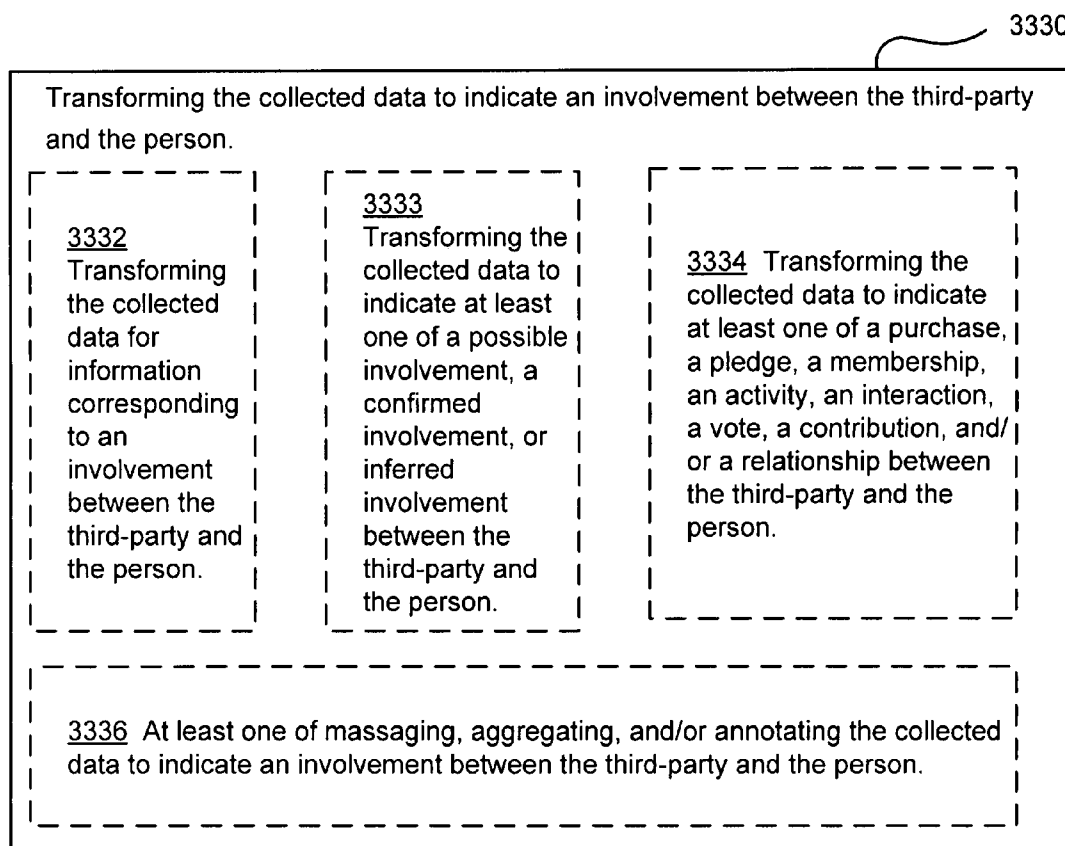 3330
Transforming the collected data to indicate an involvement between the third-party
and the person.
3332
Transforming
the collected
data for
information
corresponding
to an
involvement
between the
third-party and
the person.
3333
Transforming the
collected data to
indicate at least
one of a possible
involvement, a
confirmed
involvement, or
inferred
involvement
between the
third-party and
the person.
3334 Transforming the
collected data to indicate
at least one of a purchase,
a pledge, a membership,
an activity, an interaction,
a vote, a contribution, and/
or a relationship between
the third-party and the
person.
3336 At least one of massaging, aggregating, and/or annotating the collected
data to indicate an involvement between the third-party and the person.